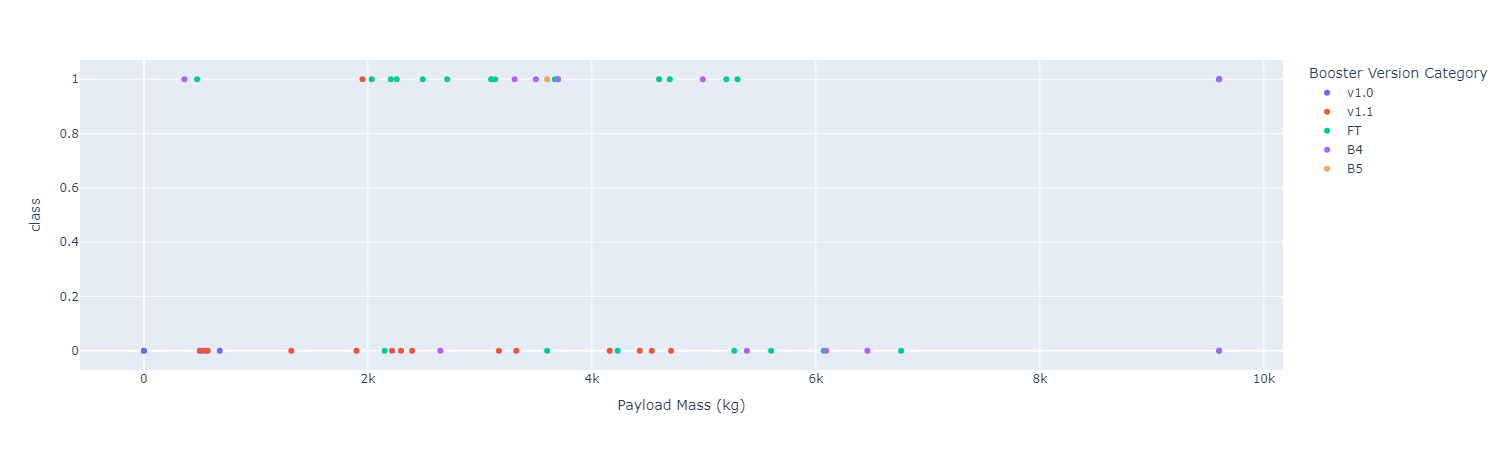 Booster Version Category
v1.0
v1.1
FT
B4
B5
class
1
0.8
0.6
0.4
0.2
0
0 2k 4k 6k 8k 10k
Payload Mass (kg)